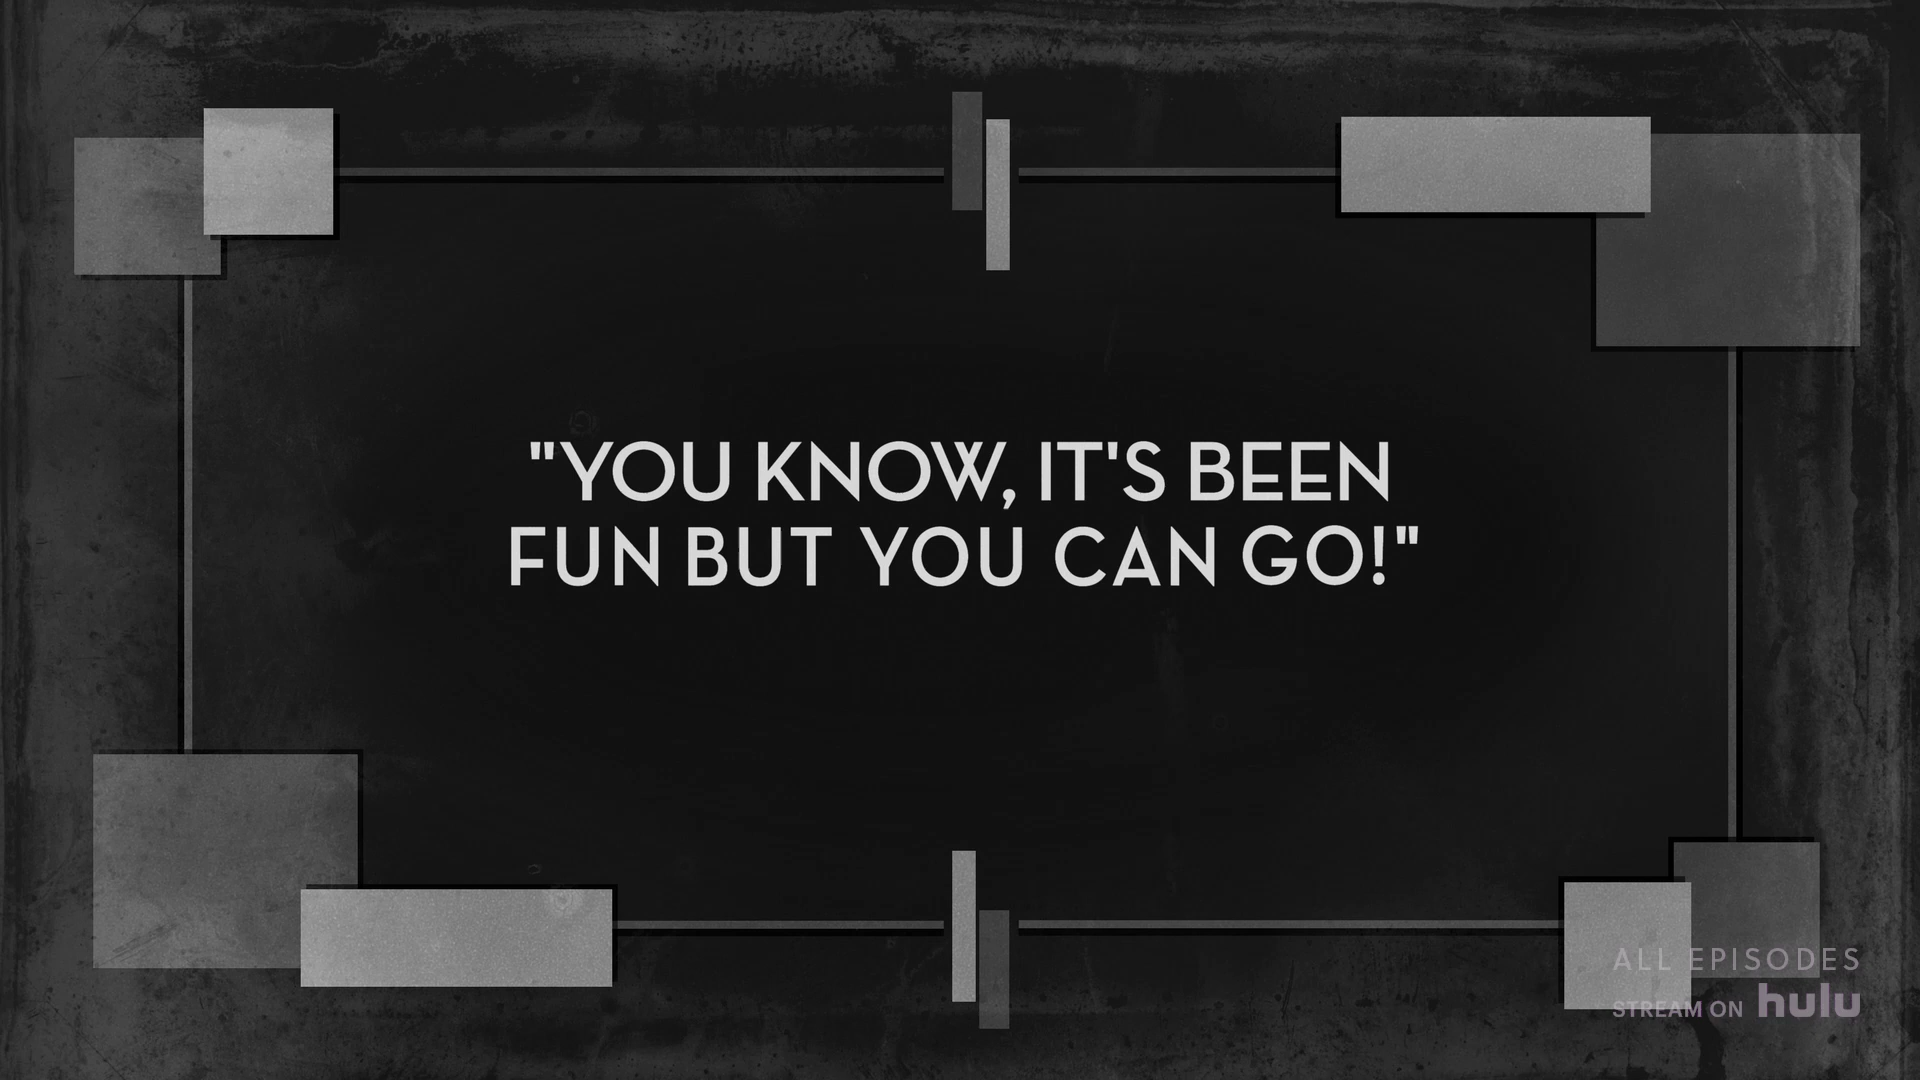 "YOU KNOW, IT'S BEEN
FUN BUT YOU CAN GO!"
ALL EPISODES
STREAM ON hulu